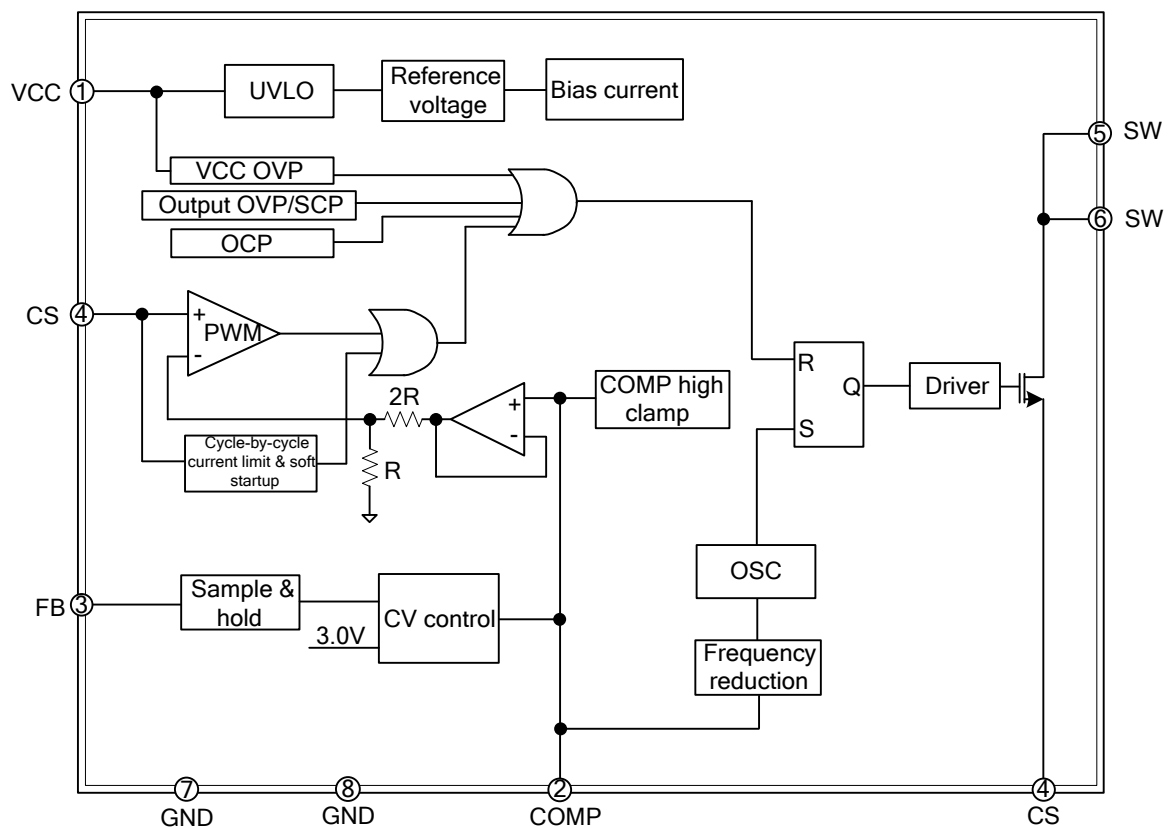 VCC
1
UVLO
Reference
voltage
Bias current
5
SW
VCC OVP
Output OVP/SCP
OCP
6
SW
CS
4
+
PWM
-
2R
+
-
COMP high
clamp
R
Q
S
Driver
Cycle-by-cycle
current limit & soft
startup
R
FB
3
Sample &
hold
CV control
3.0V
OSC
Frequency
reduction
7
GND
8
GND
2
COMP
4
CS